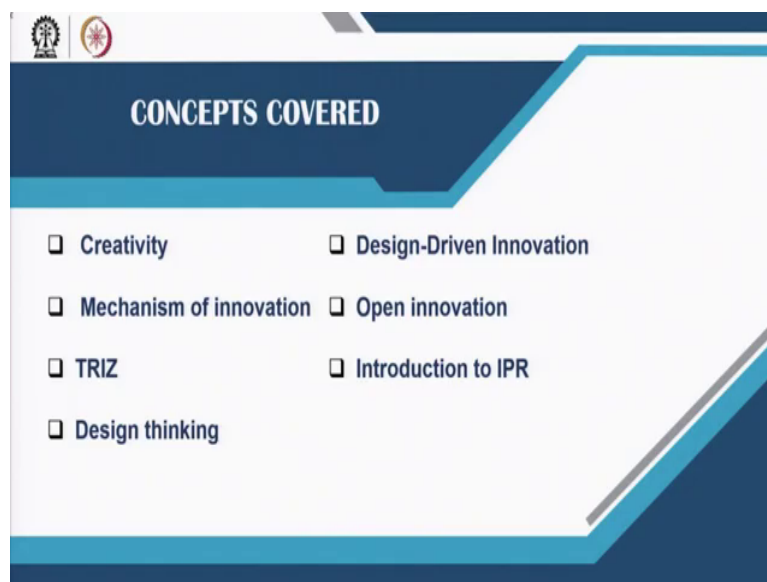 CONCEPTS COVERED
Creativity
Mechanism of innovation
TRIZ
Design thinking
Design-Driven Innovation
Open innovation
Introduction to IPR